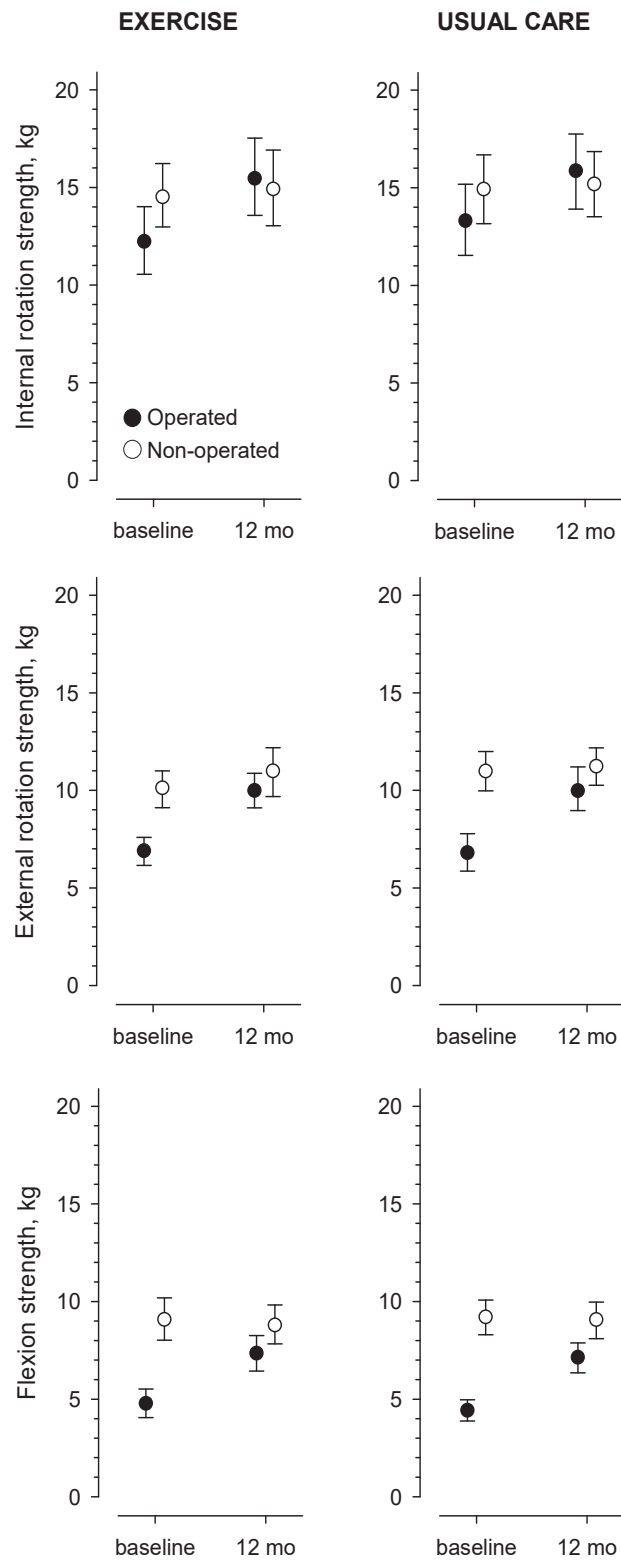 EXERCISE
USUAL CARE
Internal rotation strength, kg
20
15
10
5
0
Operated
Non-operated
baseline
12 mo
20
15
10
5
0
baseline
12 mo
External rotation strength, kg
20
15
10
5
0
baseline
12 mo
20
15
10
5
0
baseline
12 mo
Flexion strength, kg
20
15
10
5
0
baseline
12 mo
20
15
10
5
0
baseline
12 mo